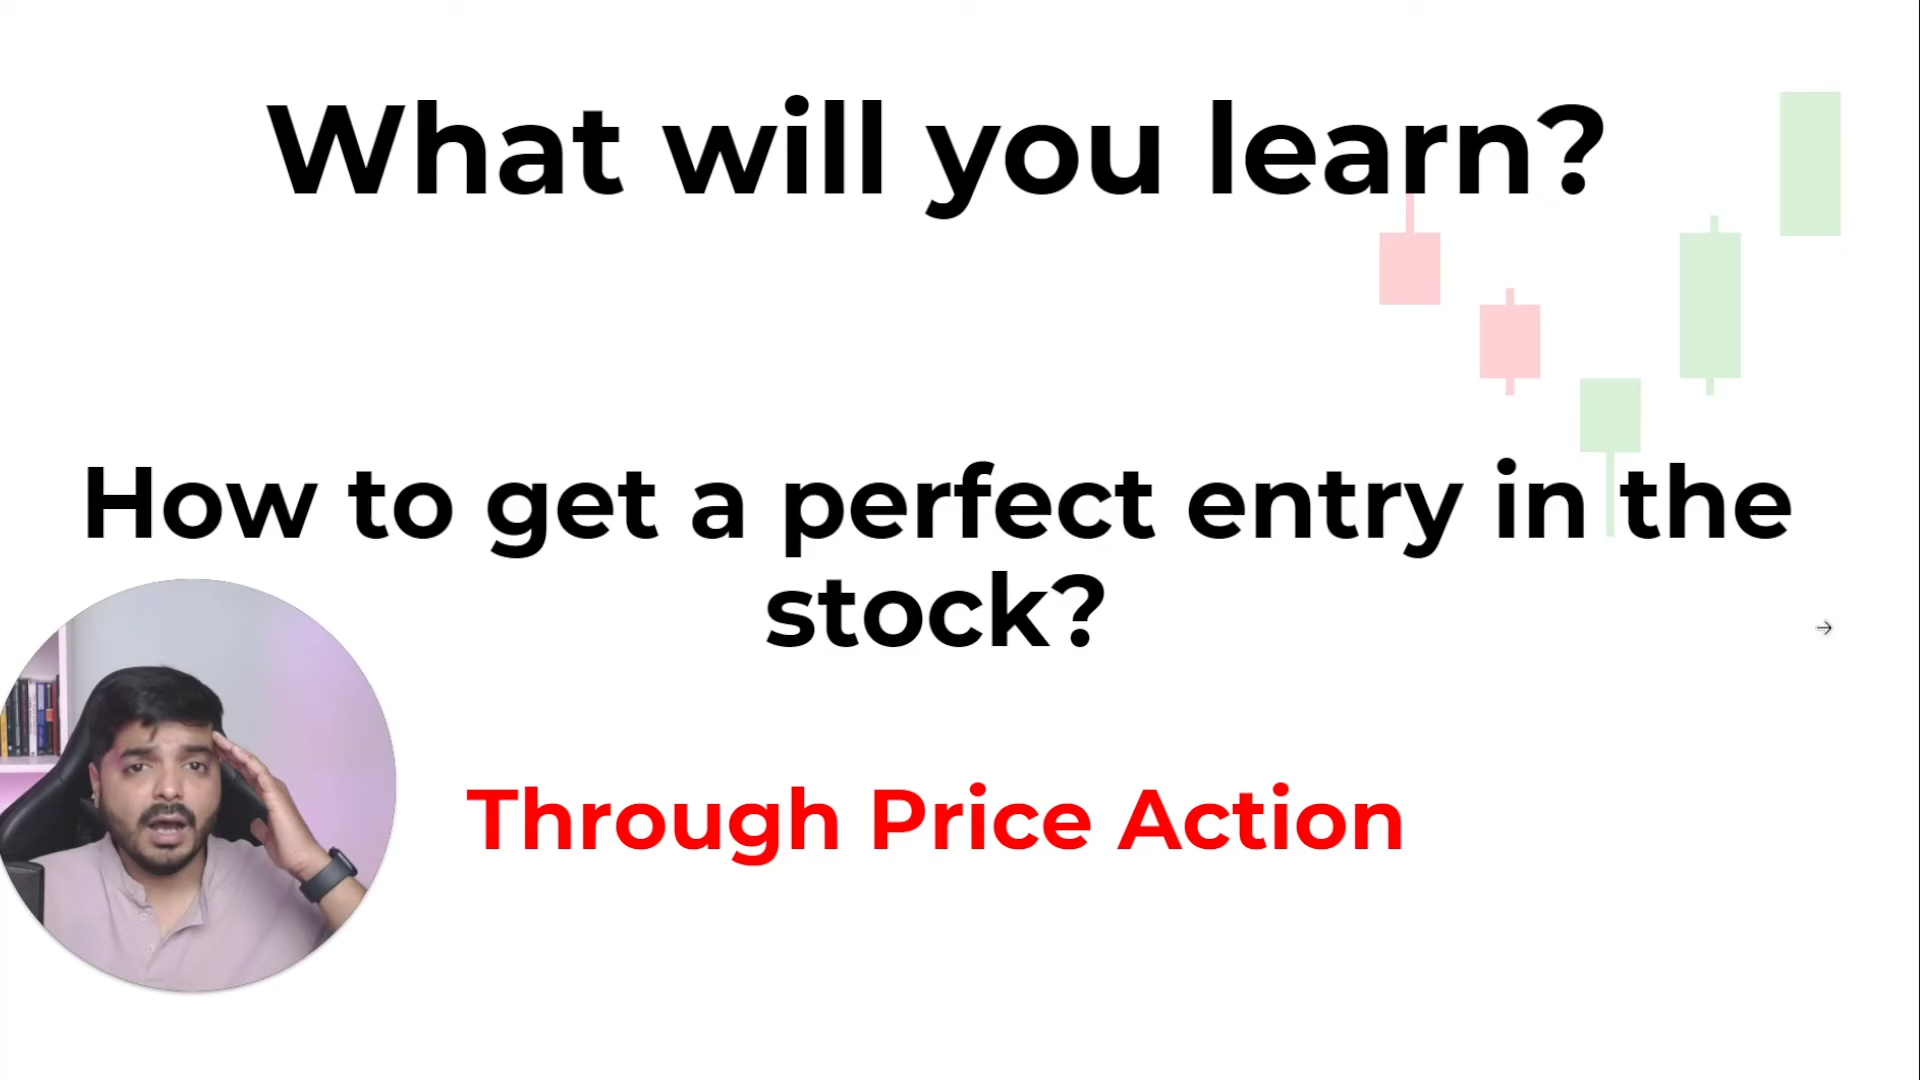 What will you learn?
How to get a perfect entry in the
stock?
Through Price Action